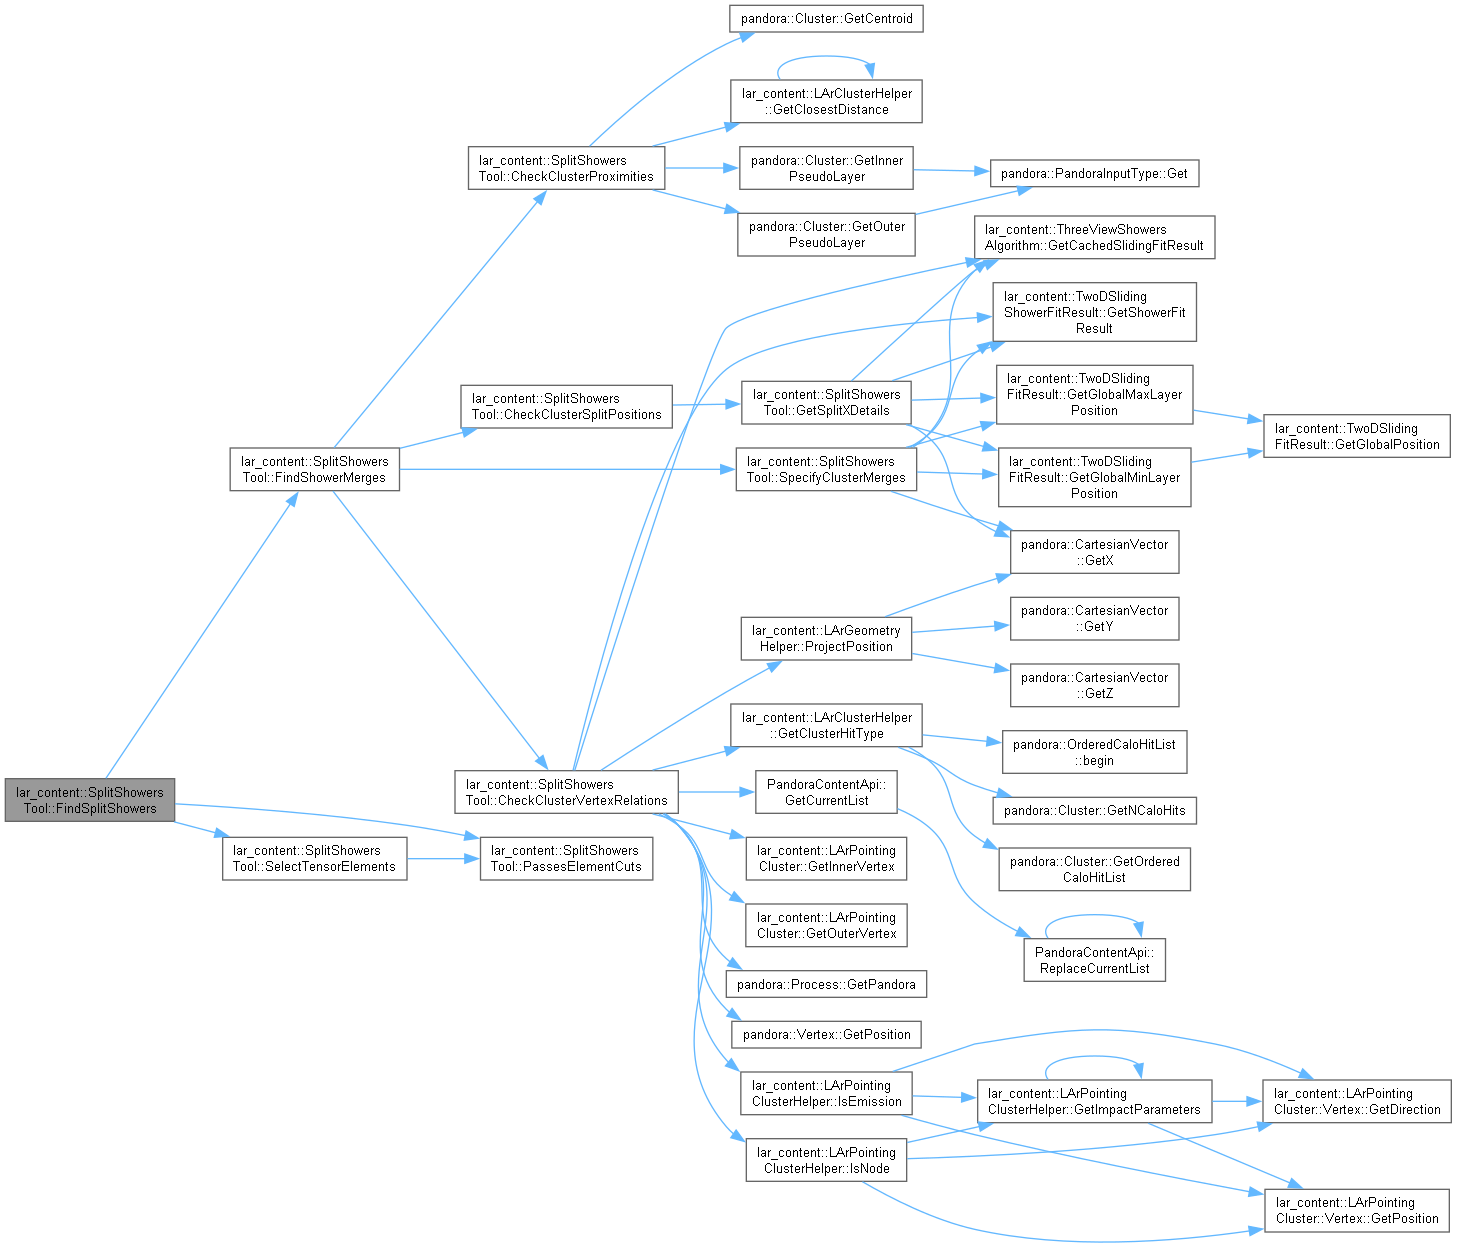 pandora::Cluster::GetCentroid
lar_content::LArClusterHelper
::GetClosestDistance
lar_content::SplitShowers
Tool::CheckClusterProximities
pandora::Cluster::GetInner
PseudoLayer
pandora::PandoraInputType::Get
pandora::Cluster::GetOuter
PseudoLayer
lar_content::ThreeViewShowers
Algorithm::GetCachedSlidingFitResult
lar_content::TwoDSliding
ShowerFitResult::GetShowerFit
Result
lar_content::SplitShowers
Tool::CheckClusterSplitPositions
lar_content::SplitShowers
Tool::GetSplitXDetails
lar_content::TwoDSliding
FitResult::GetGlobalMaxLayer
Position
lar_content::TwoDSliding
FitResult::GetGlobalPosition
lar_content::SplitShowers
Tool::FindShowerMerges
lar_content::SplitShowers
Tool::SpecifyClusterMerges
lar_content::TwoDSliding
FitResult::GetGlobalMinLayer
Position
pandora::CartesianVector
::GetX
lar_content::LArGeometry
Helper::ProjectPosition
pandora::CartesianVector
::GetY
pandora::CartesianVector
::GetZ
lar_content::LArClusterHelper
::GetClusterHitType
pandora::OrderedCaloHitList
::begin
lar_content::SplitShowers
Tool::FindSplitShowers
lar_content::SplitShowers
Tool::CheckClusterVertexRelations
PandoraContentApi::
GetCurrentList
pandora::Cluster::GetNCaloHits
lar_content::SplitShowers
Tool::SelectTensorElements
lar_content::SplitShowers
Tool::PassesElementCuts
lar_content::LArPointing
Cluster::GetInnerVertex
pandora::Cluster::GetOrdered
CaloHitList
lar_content::LArPointing
Cluster::GetOuterVertex
PandoraContentApi::
ReplaceCurrentList
pandora::Process::GetPandora
pandora::Vertex::GetPosition
lar_content::LArPointing
ClusterHelper::IsEmission
lar_content::LArPointing
ClusterHelper::GetImpactParameters
lar_content::LArPointing
Cluster::Vertex::GetDirection
lar_content::LArPointing
ClusterHelper::IsNode
lar_content::LArPointing
Cluster::Vertex::GetPosition